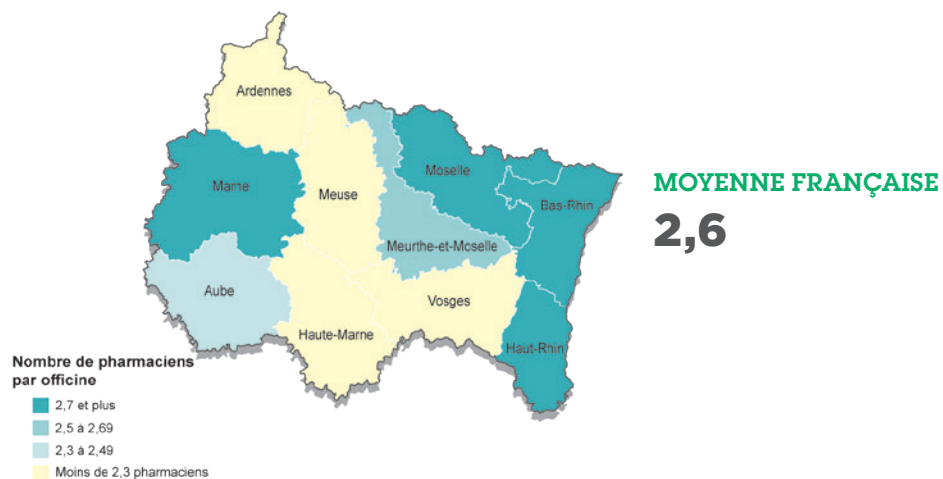 Ardennes
Marne
Meuse
Moselle
Bas-Rhin
Meurthe-et-Moselle
Aube
Vosges
Haute-Marne
Haut-Rhin
MOYENNE FRANÇAISE
2,6
Nombre de pharmaciens
par officine
2,7 et plus
2,5 à 2,69
2,3 à 2,49
Moins de 2,3 pharmaciens